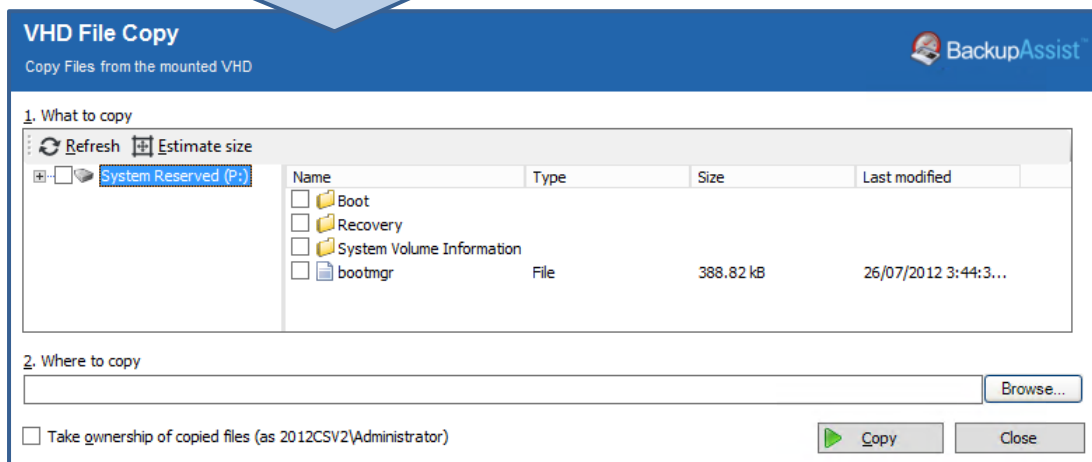 VHD File Copy
Copy Files from the mounted VHD
BackupAssist™
1. What to copy
Refresh Estimate size
System Reserved (P:)
Name Type Size Last modified
Boot
Recovery
System Volume Information
bootmgr File 388.82 kB 26/07/2012 3:44:3...
2. Where to copy
Browse...
Take ownership of copied files (as 2012CSV2\Administrator)
Copy Close